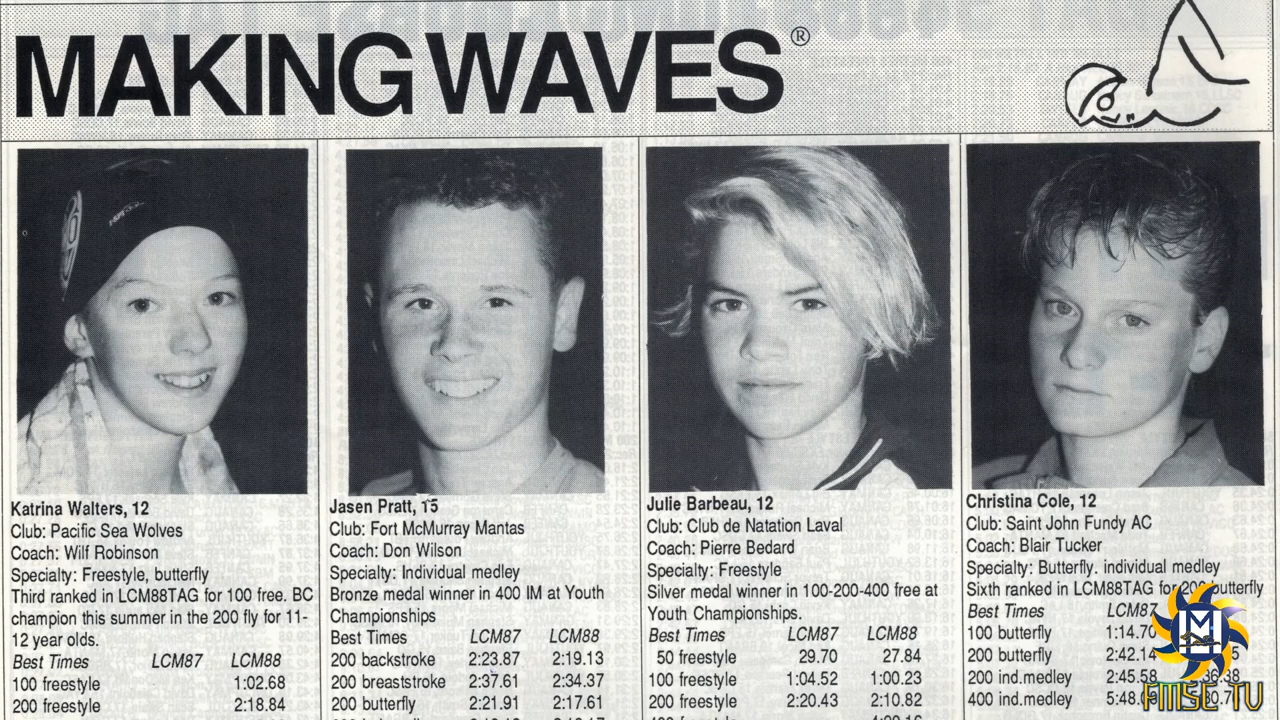 MAKING WAVES®
Katrina Walters, 12
Club: Pacific Sea Wolves
Coach: Wilf Robinson
Specialty: Freestyle, butterfly
Third ranked in LCM88TAG for 100 free. BC
champion this summer in the 200 fly for 11-
12 year olds.
Best Times LCM87 LCM88
100 freestyle 1:02.68
200 freestyle 2:18.84
Jasen Pratt, 15
Club: Fort McMurray Mantas
Coach: Don Wilson
Specialty: Individual medley
Bronze medal winner in 400 IM at Youth
Championships
Best Times LCM87 LCM88
200 backstroke 2:23.87 2:19.13
200 breaststroke 2:37.61 2:34.37
200 butterfly 2:21.91 2:17.61
Julie Barbeau, 12
Club: Club de Natation Laval
Coach: Pierre Bedard
Specialty: Freestyle
Silver medal winner in 100-200-400 free at
Youth Championships.
Best Times LCM87 LCM88
50 freestyle 29.70 27.84
100 freestyle 1:04.52 1:00.23
200 freestyle 2:20.43 2:10.82
Christina Cole, 12
Club: Saint John Fundy AC
Coach: Blair Tucker
Specialty: Butterfly. individual medley
Sixth ranked in LCM88TAG for 200 butterfly
Best Times LCM87
100 butterfly 1:14.70
200 butterfly 2:42.14
200 ind.medley 2:45.58
400 ind.medley
M
FMSC TV